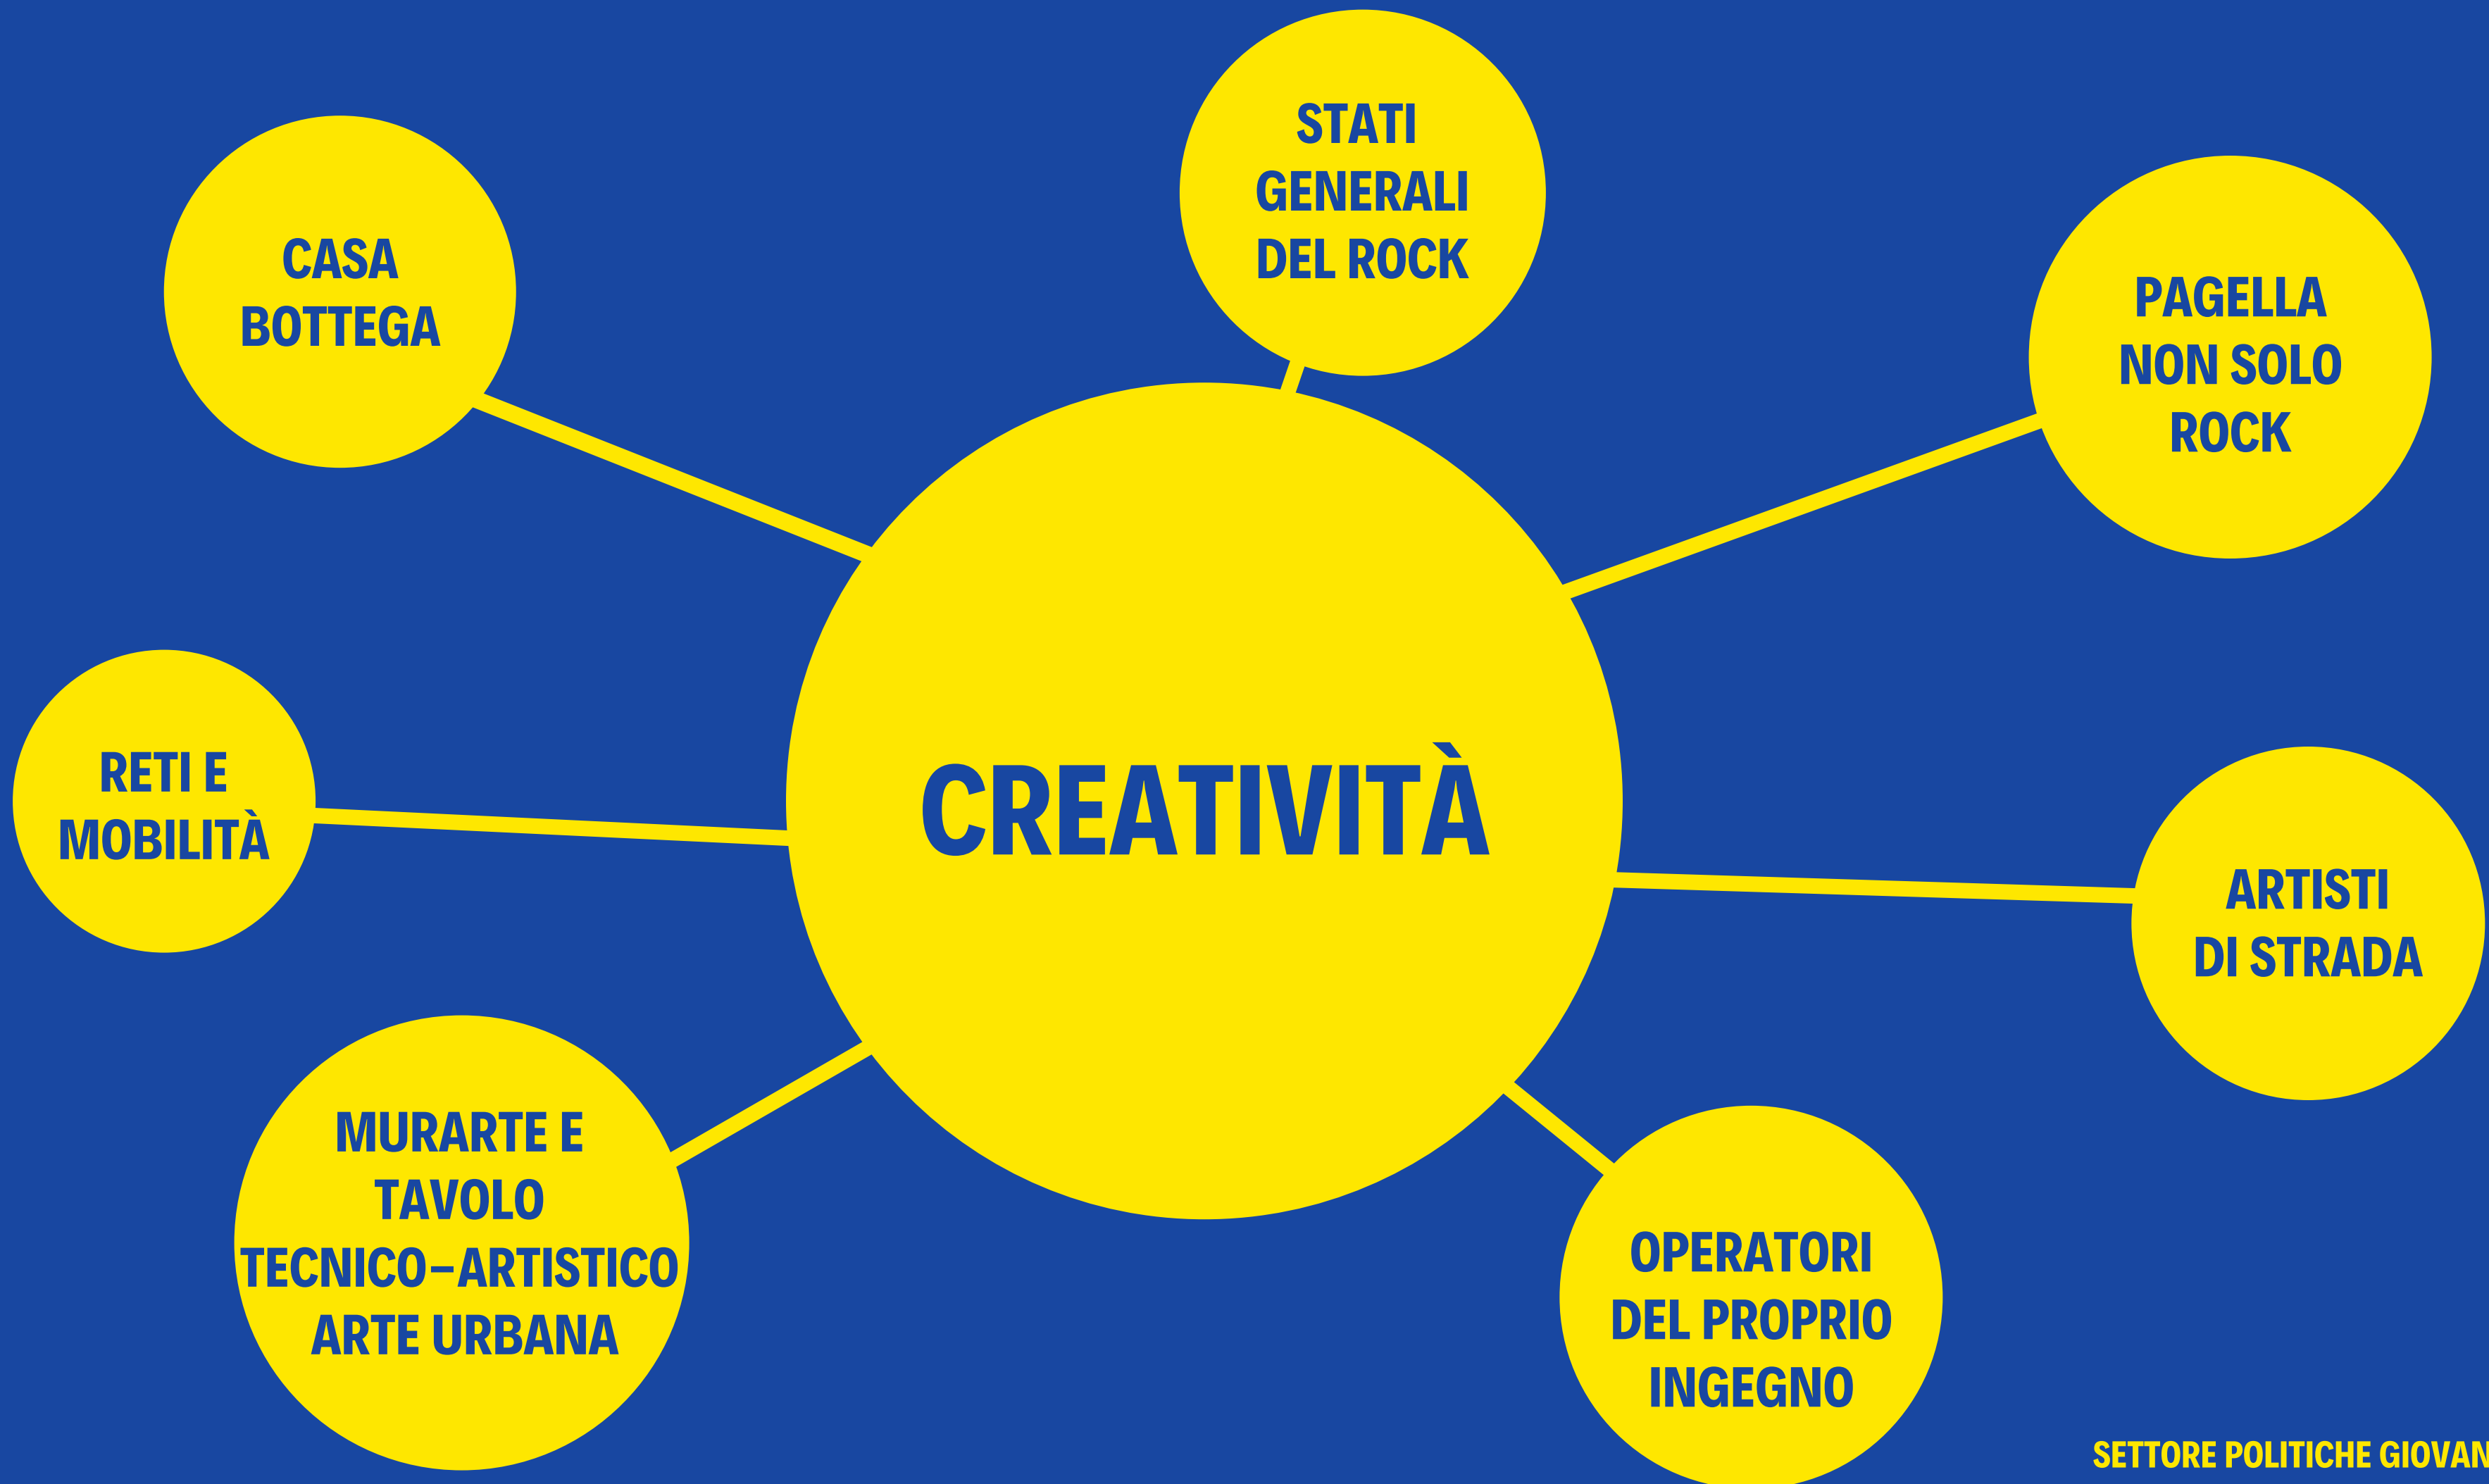 STATI
GENERALI
DEL ROCK
CASA
BOTTEGA
PAGELLA
NON SOLO
ROCK
RETI E
MOBILITÀ
CREATIVITÀ
ARTISTI
DI STRADA
MURARTE E
TAVOLO
TECNICO–ARTISTICO
ARTE URBANA
OPERATORI
DEL PROPRIO
INGEGNO
SETTORE POLITICHE